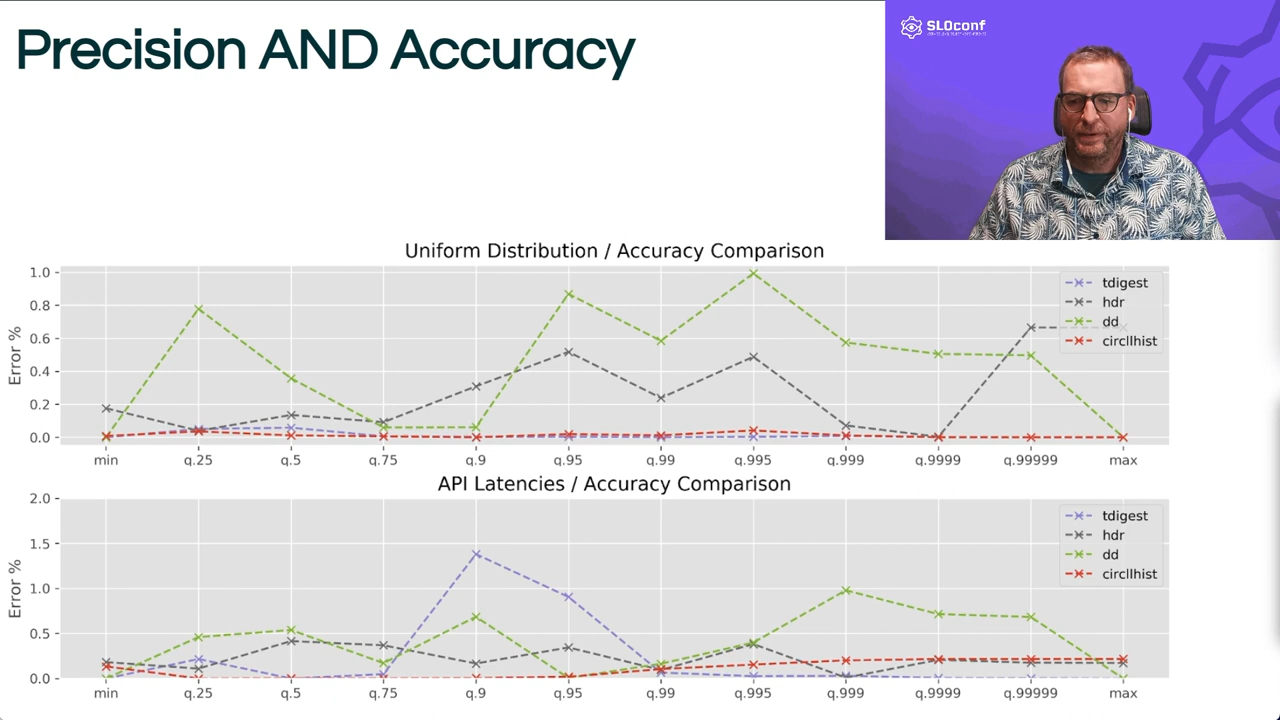 Precision AND Accuracy
SLOconf
Uniform Distribution / Accuracy Comparison
Error %
1.0
0.8
0.6
0.4
0.2
0.0
tdigest
hdr
dd
circllhist
min q.25 q.5 q.75 q.9 q.95 q.99 q.995 q.999 q.9999 q.99999 max
API Latencies / Accuracy Comparison
Error %
2.0
1.5
1.0
0.5
0.0
tdigest
hdr
dd
circllhist
min q.25 q.5 q.75 q.9 q.95 q.99 q.995 q.999 q.9999 q.99999 max